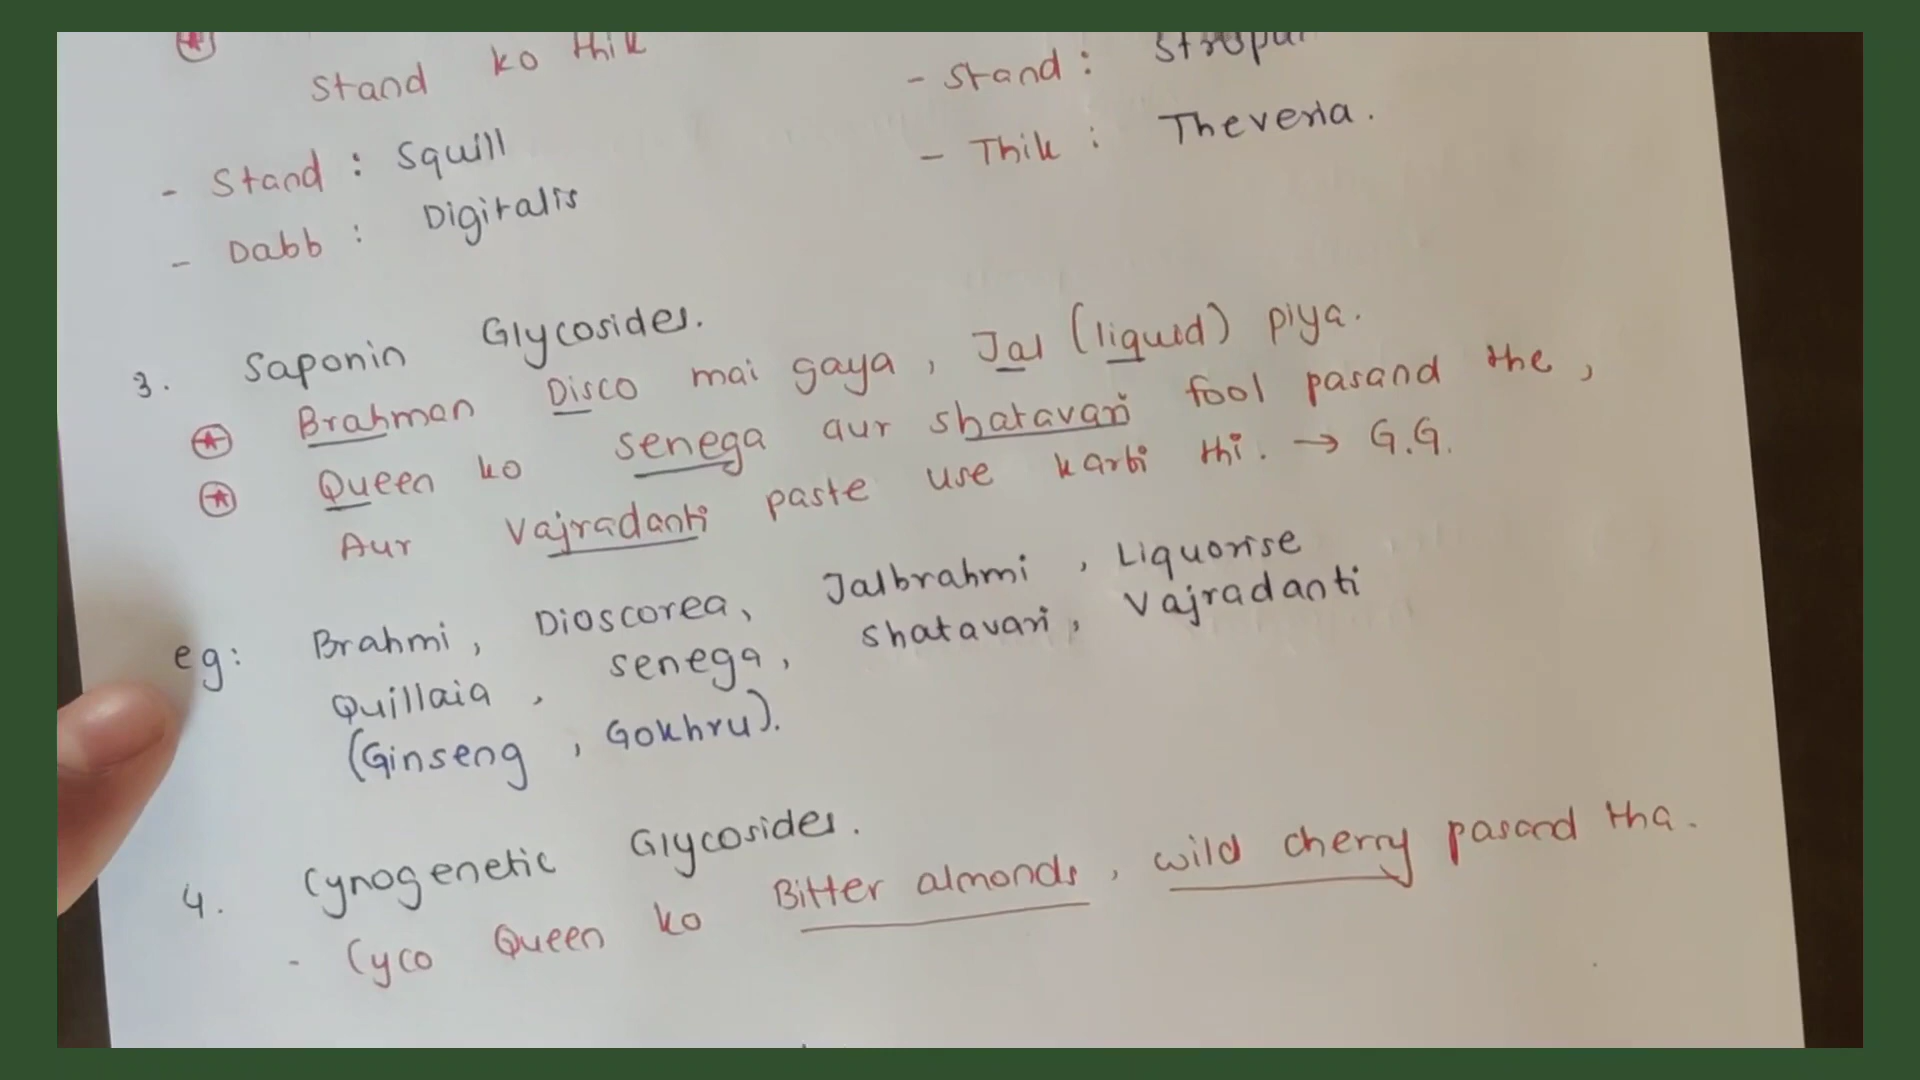 Stand ko thik
- Stand : Squill
- Dabb : Digitalis
- Stand :
- Thik : Theveria.
3. Saponin Glycosides.
Brahman Disco mai gaya , Jal (liquid) piya.
Queen ko senega aur shatavari fool pasand the ,
Aur Vajradanti paste use karti thi. → G.G.
eg: Brahmi , Dioscorea, Jalbrahmi , Liquorise
Quillaia , senega , shatavari , Vajradanti
(Ginseng , Gokhru).
4. Cynogenetic Glycosides.
- Cyco Queen ko Bitter almonds , wild cherry pasand tha.